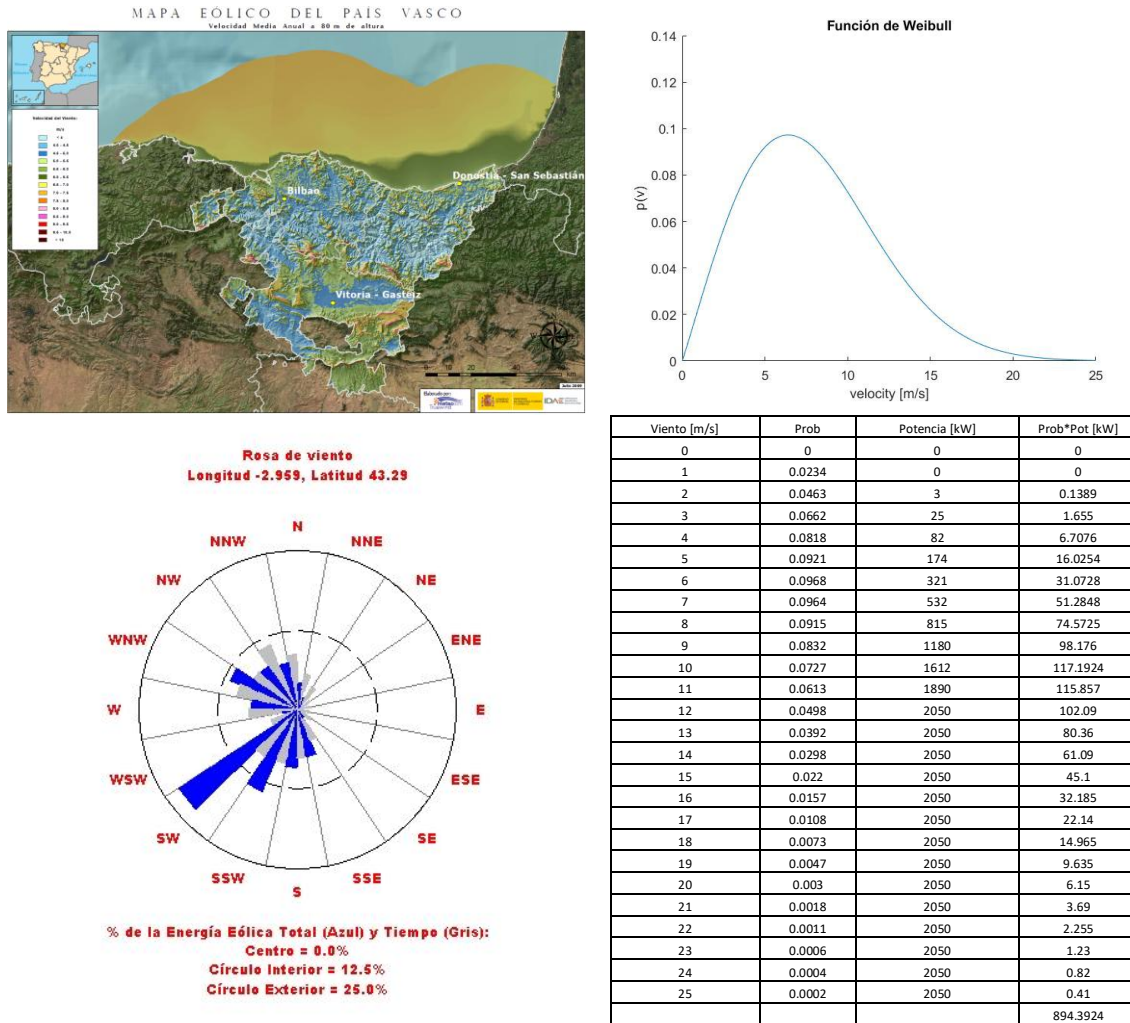 MAPA EÓLICO DEL PAÍS VASCO
Velocidad Media Anual a 80 m de altura
Velocidad del Viento:
m/s
Donostia - San Sebastián
Bilbao
Vitoria - Gasteiz
Función de Weibull
0.14
0.12
0.1
0.08
0.06
0.04
0.02
0
p(v)
0 5 10 15 20 25
velocity [m/s]
Rosa de viento
Longitud -2.959, Latitud 43.29
N
NNW NNE
NW NE
WNW ENE
W E
WSW ESE
SW SE
SSW SSE
S
% de la Energía Eólica Total (Azul) y Tiempo (Gris):
Centro = 0.0%
Círculo Interior = 12.5%
Círculo Exterior = 25.0%
Viento [m/s] Prob Potencia [kW] Prob*Pot [kW]
0 0 0 0
1 0.0234 0 0
2 0.0463 3 0.1389
3 0.0662 25 1.655
4 0.0818 82 6.7076
5 0.0921 174 16.0254
6 0.0968 321 31.0728
7 0.0964 532 51.2848
8 0.0915 815 74.5725
9 0.0832 1180 98.176
10 0.0727 1612 117.1924
11 0.0613 1890 115.857
12 0.0498 2050 102.09
13 0.0392 2050 80.36
14 0.0298 2050 61.09
15 0.022 2050 45.1
16 0.0157 2050 32.185
17 0.0108 2050 22.14
18 0.0073 2050 14.965
19 0.0047 2050 9.635
20 0.003 2050 6.15
21 0.0018 2050 3.69
22 0.0011 2050 2.255
23 0.0006 2050 1.23
24 0.0004 2050 0.82
25 0.0002 2050 0.41
894.3924